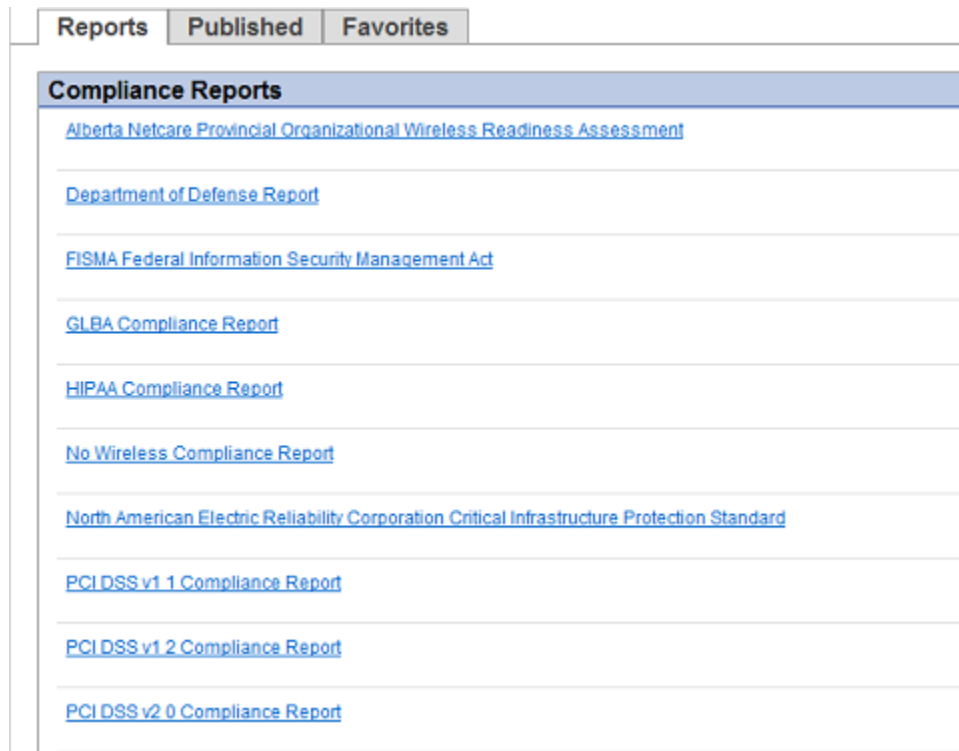 Reports Published Favorites
Compliance Reports
Alberta Netcare Provincial Organizational Wireless Readiness Assessment
Department of Defense Report
FISMA Federal Information Security Management Act
GLBA Compliance Report
HIPAA Compliance Report
No Wireless Compliance Report
North American Electric Reliability Corporation Critical Infrastructure Protection Standard
PCI DSS v1 1 Compliance Report
PCI DSS v1 2 Compliance Report
PCI DSS v2 0 Compliance Report